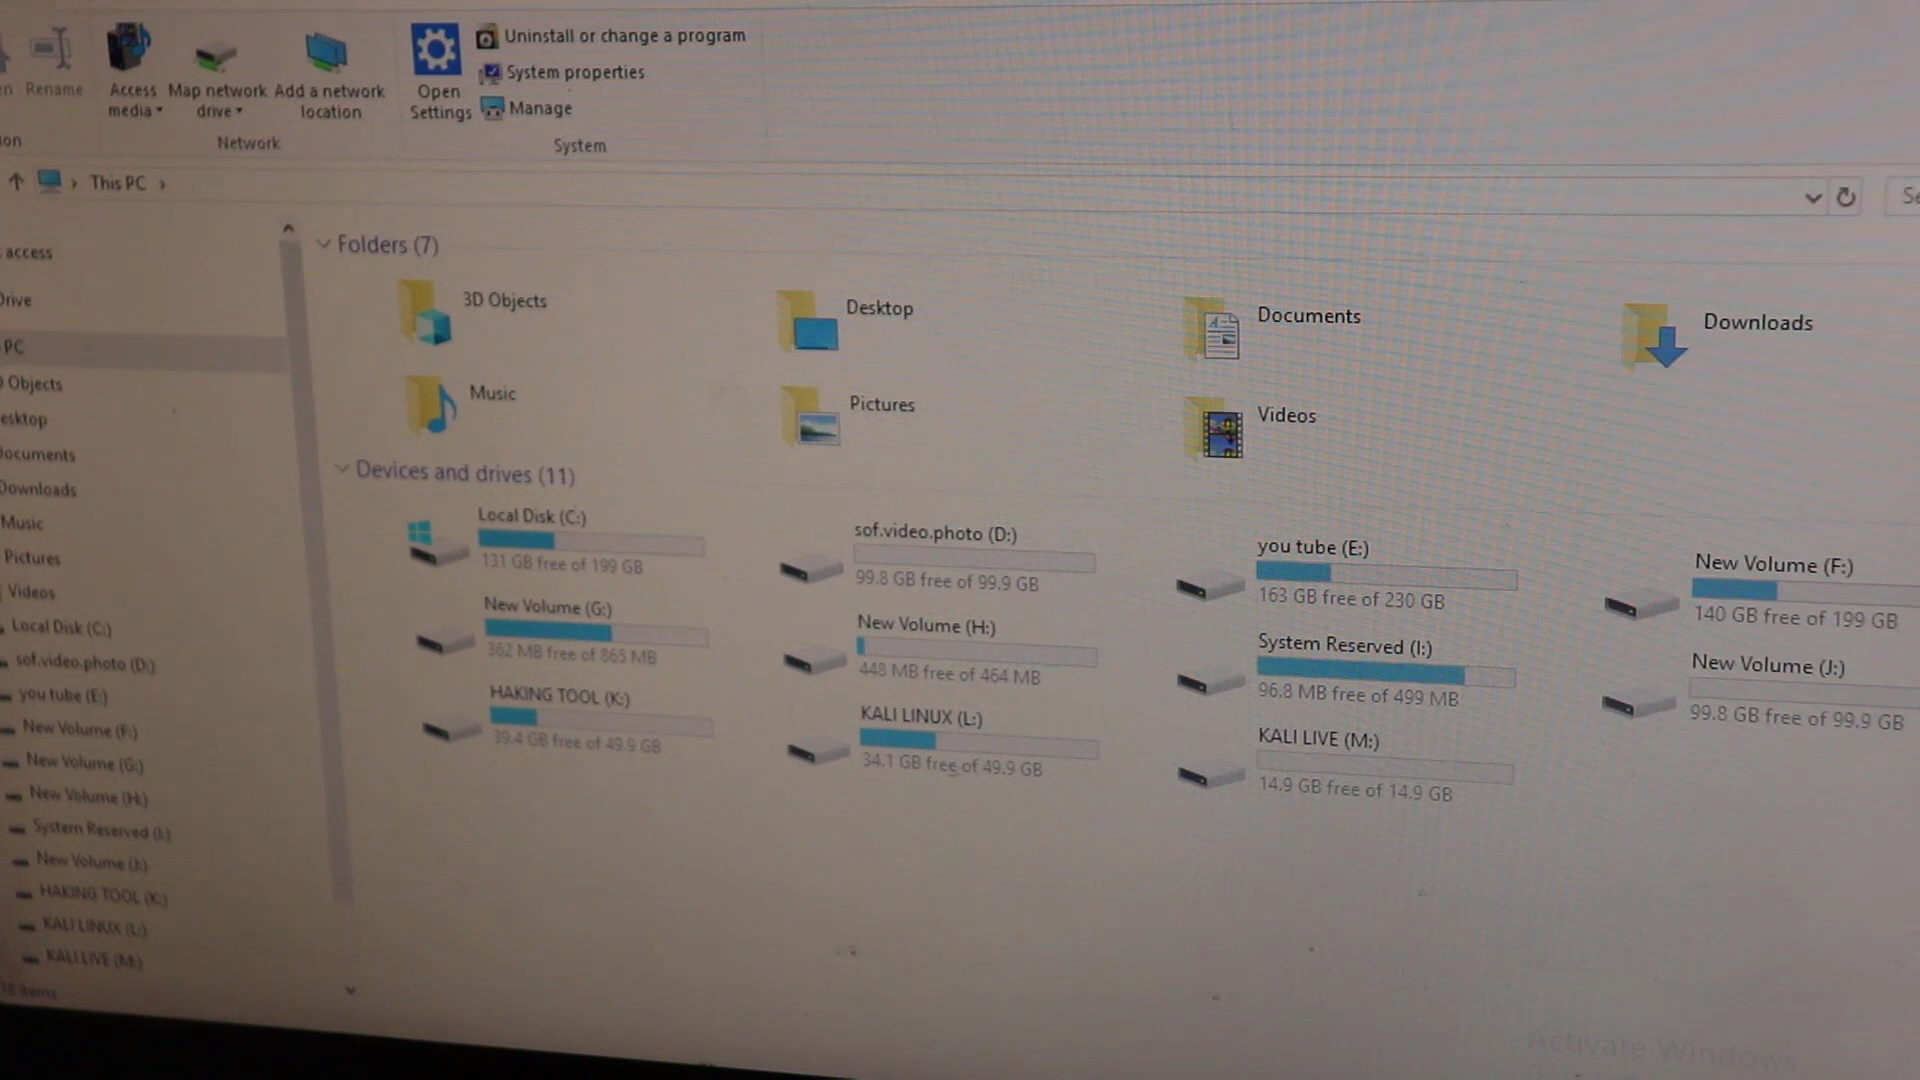 Rename
Access media
Map network drive
Add a network location
Network
Open Settings
Uninstall or change a program
System properties
Manage
System
This PC
access
PC
Objects
Music
Pictures
Videos
Local Disk (C:)
sof.video.photo (D:)
you tube (E:)
New Volume (F:)
New Volume (G:)
New Volume (H:)
System Reserved (I:)
New Volume (J:)
HAKING TOOL (K:)
KALI LINUX (L:)
KALI LIVE (M:)
18 items
Folders (7)
3D Objects
Desktop
Documents
Downloads
Music
Pictures
Videos
Devices and drives (11)
Local Disk (C:)
131 GB free of 199 GB
sof.video.photo (D:)
99.8 GB free of 99.9 GB
you tube (E:)
163 GB free of 230 GB
New Volume (F:)
140 GB free of 199 GB
New Volume (G:)
362 MB free of 865 MB
New Volume (H:)
448 MB free of 464 MB
System Reserved (I:)
96.8 MB free of 499 MB
New Volume (J:)
99.8 GB free of 99.9 GB
HAKING TOOL (K:)
39.4 GB free of 49.9 GB
KALI LINUX (L:)
34.1 GB free of 49.9 GB
KALI LIVE (M:)
14.9 GB free of 14.9 GB
Activate Windows